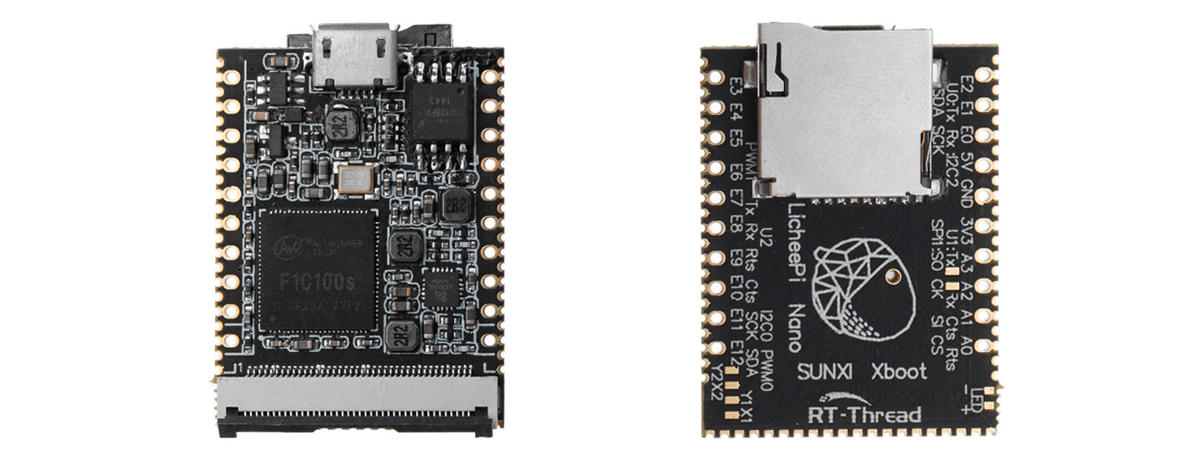 1443
2R2
2R2
2R2
2R2
ALLWINNER
TECH
F1C100s
E3 E4 E5 E6 E7 E8 E9 E10 E11 E12
PWM1 Tx Rx Rts Cts SCK SDA
U2 I2C0 PWM0
Y2X2 Y1X1
E2 E1 E0 5V GND 3V3 A3 A2 A1 A0
U0:Tx Rx I2C2
SDA SCK
U1:Tx Rx Cts Rts
SPI1:SO CK SI CS
LicheePi Nano
SUNXI Xboot
RT-Thread
LED
- +